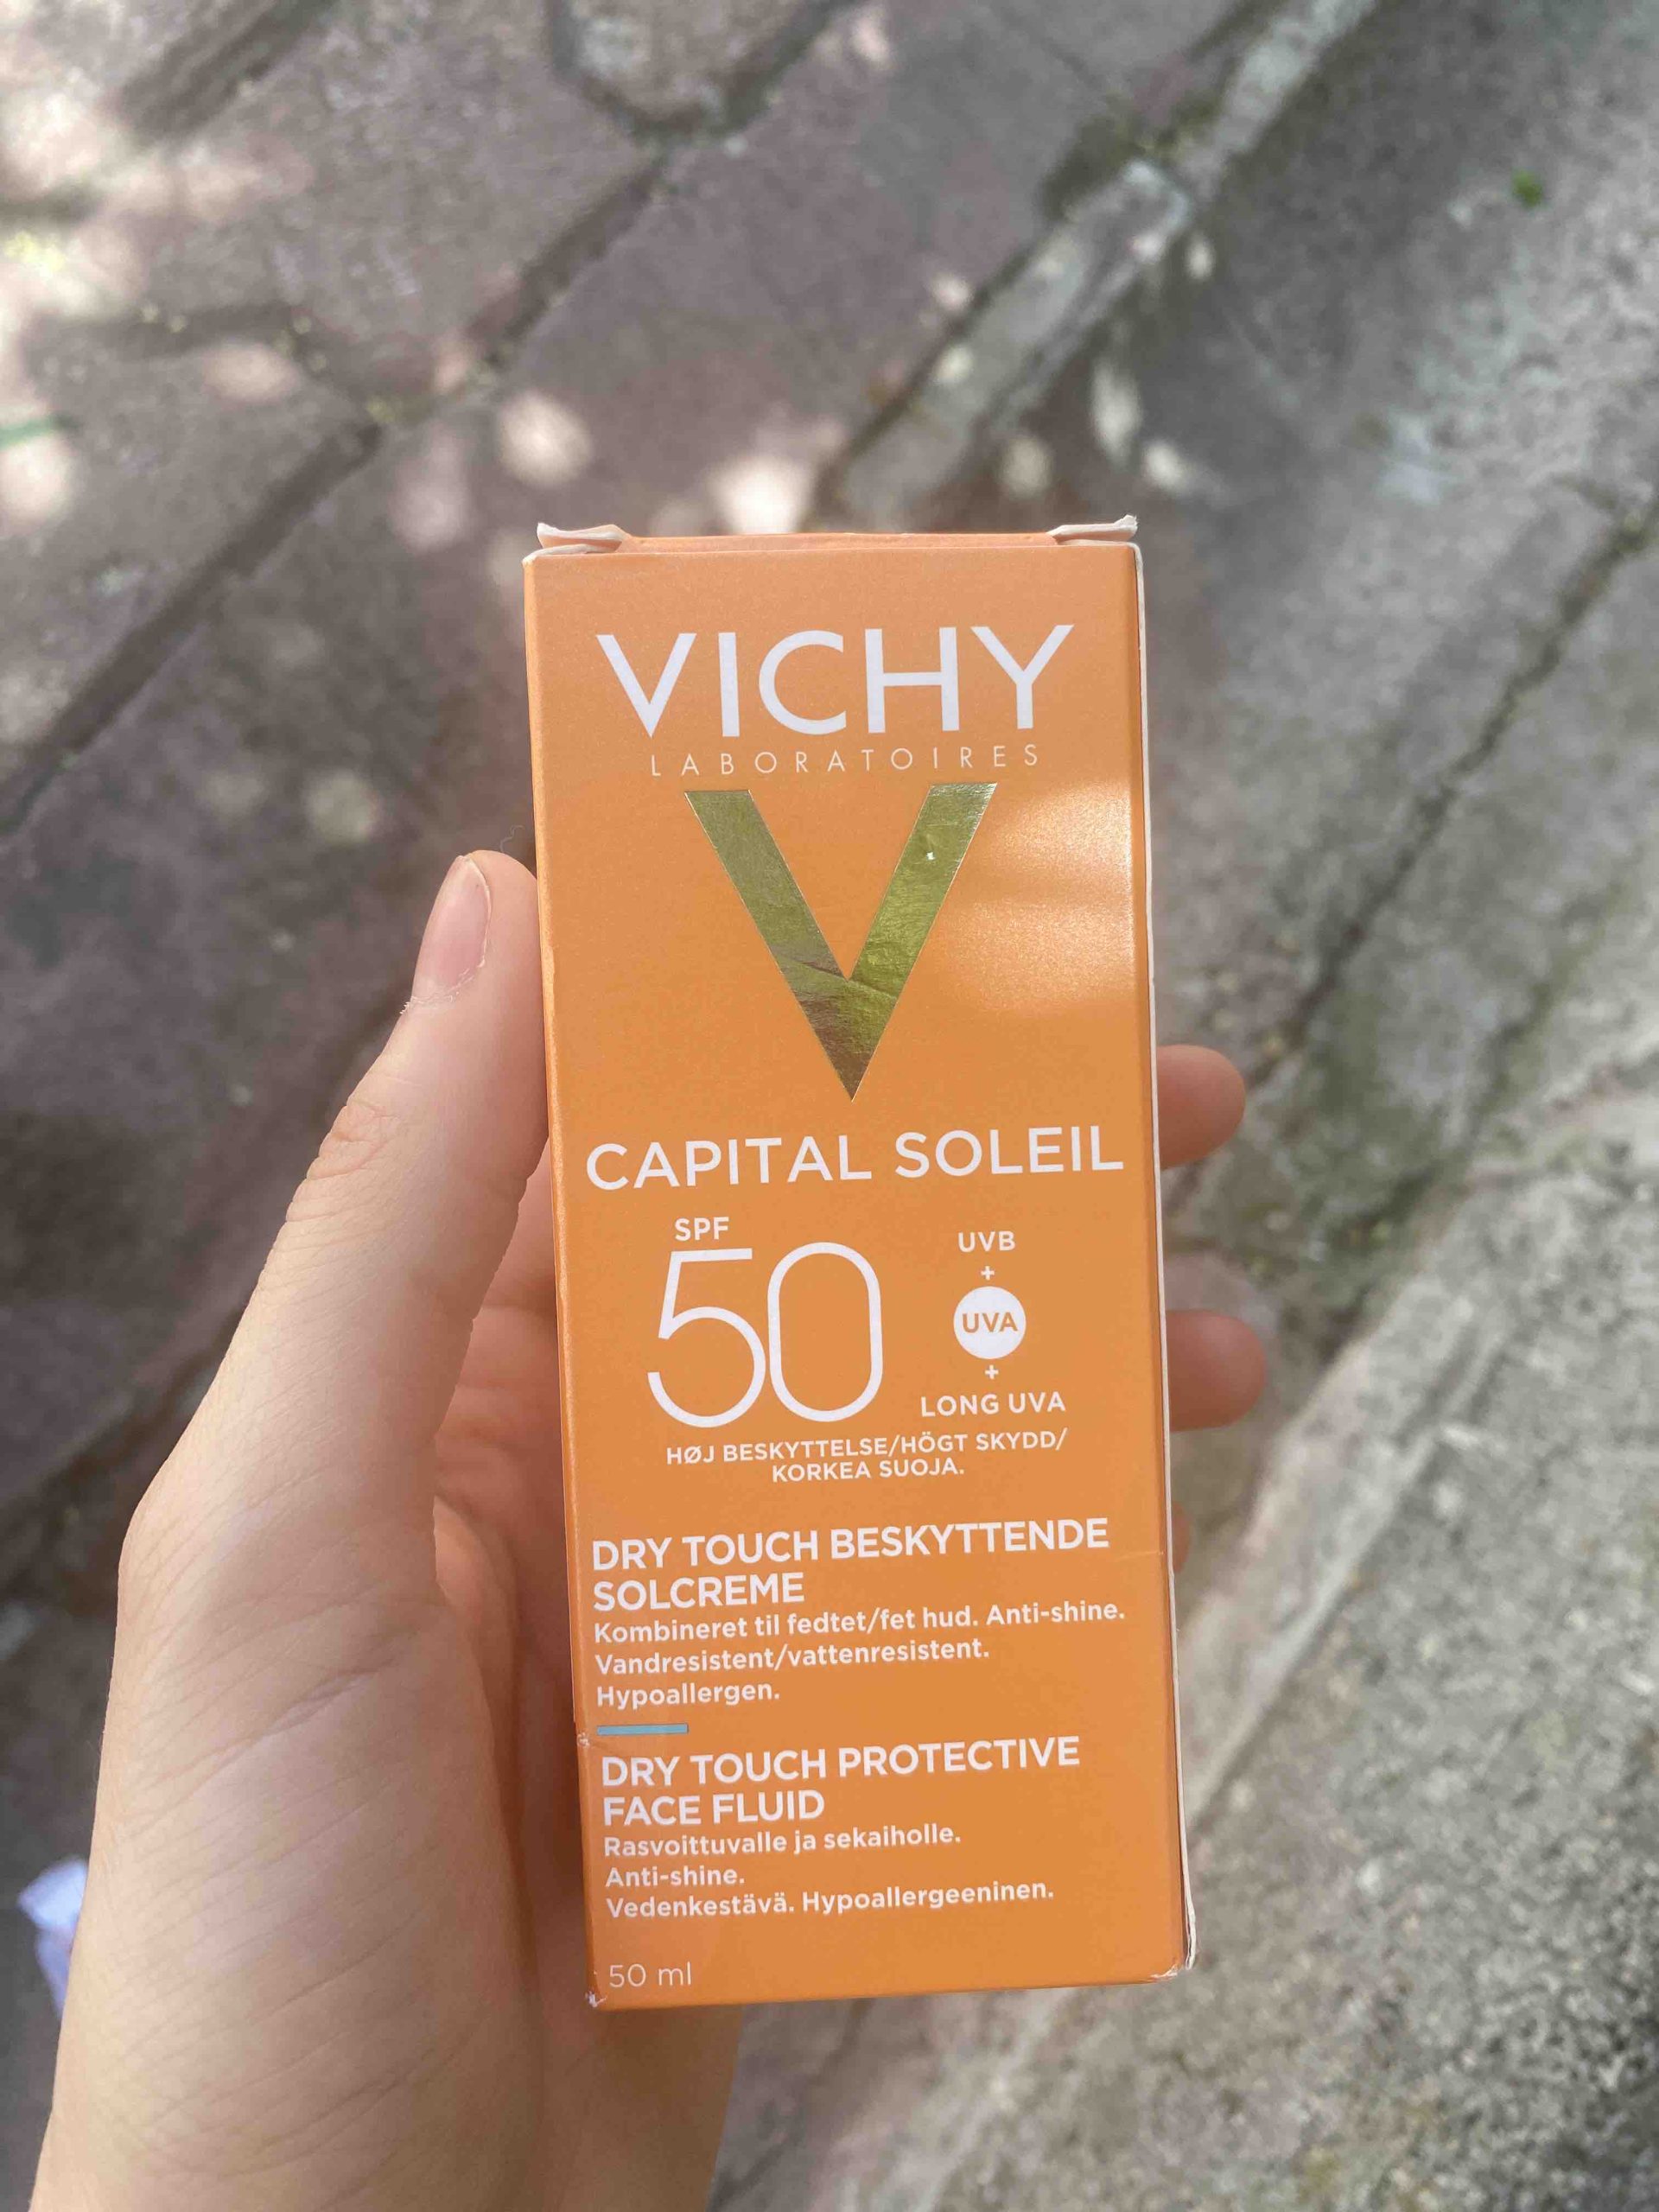 VICHY
LABORATOIRES
CAPITAL SOLEIL
SPF
50
UVB
+
UVA
+
LONG UVA
HØJ BESKYTTELSE/HÖGT SKYDD/
KORKEA SUOJA.
DRY TOUCH BESKYTTENDE
SOLCREME
Kombineret til fedtet/fet hud. Anti-shine.
Vandresistent/vattenresistent.
Hypoallergen.
DRY TOUCH PROTECTIVE
FACE FLUID
Rasvoittuvalle ja sekaiholle.
Anti-shine.
Vedenkestävä. Hypoallergeeninen.
50 ml